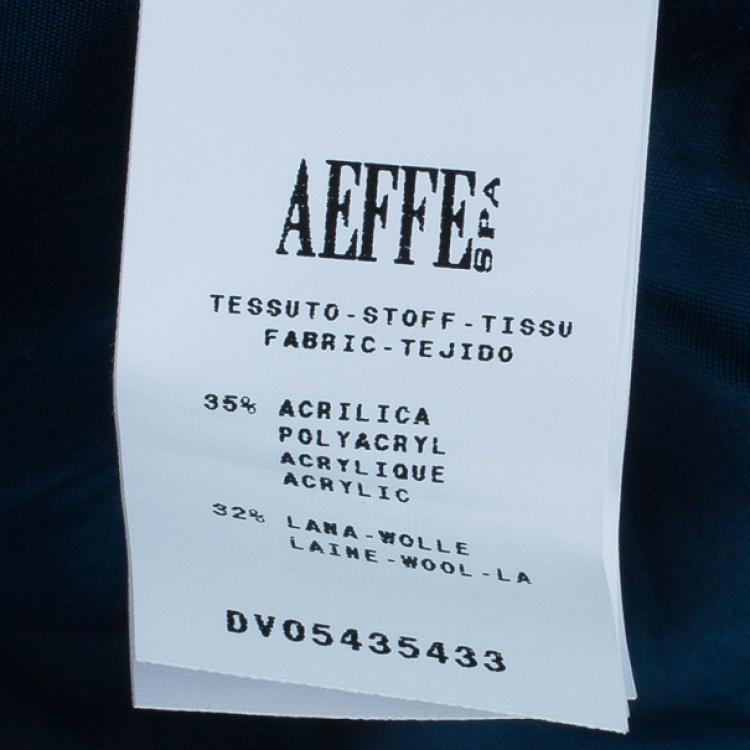 AEFFE SPA
TESSUTO-STOFF-TISSU
FABRIC-TEJIDO
35% ACRILICA
POLYACRYL
ACRYLIQUE
ACRYLIC
32% LANA-WOLLE
LAINE-WOOL-LA
DV05435433